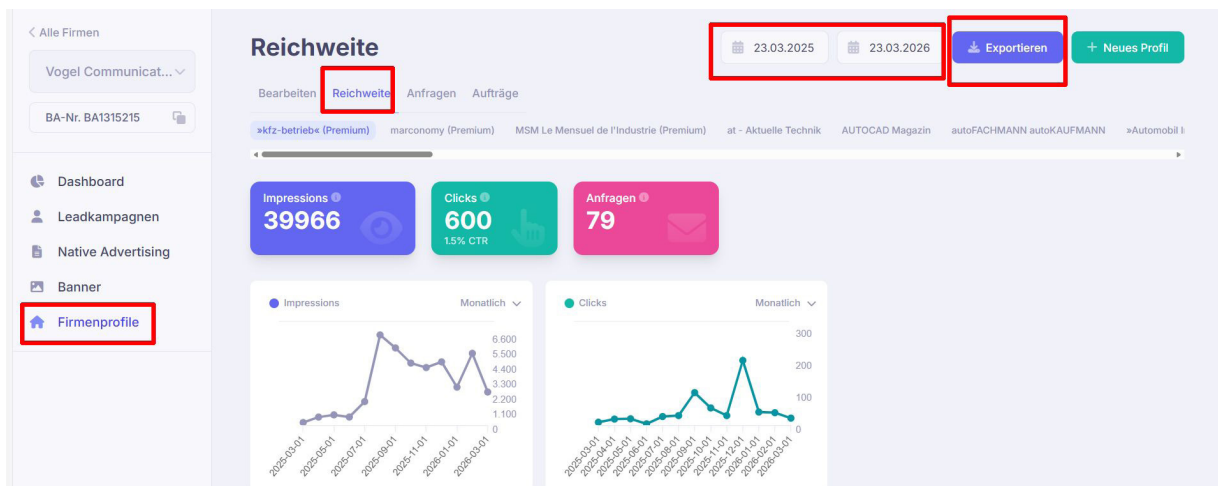 < Alle Firmen
Vogel Communicat...
BA-Nr. BA1315215
Dashboard
Leadkampagnen
Native Advertising
Banner
Firmenprofile
Reichweite
23.03.2025
23.03.2026
Exportieren
+ Neues Profil
Bearbeiten Reichweite Anfragen Aufträge
»kfz-betrieb« (Premium) marconomy (Premium) MSM Le Mensuel de l'Industrie (Premium) at - Aktuelle Technik AUTOCAD Magazin autoFACHMANN autoKAUFMANN »Automobil
Impressions
39966
Clicks
600
1.5% CTR
Anfragen
79
Impressions Monatlich
6.600
5.500
4.400
3.300
2.200
1.100
0
2025-03-01
2025-05-01
2025-07-01
2025-09-01
2025-11-01
2026-01-01
2026-03-01
Clicks Monatlich
300
200
100
0
2025-03-01
2025-04-01
2025-05-01
2025-06-01
2025-07-01
2025-08-01
2025-09-01
2025-10-01
2025-11-01
2025-12-01
2026-01-01
2026-02-01
2026-03-01